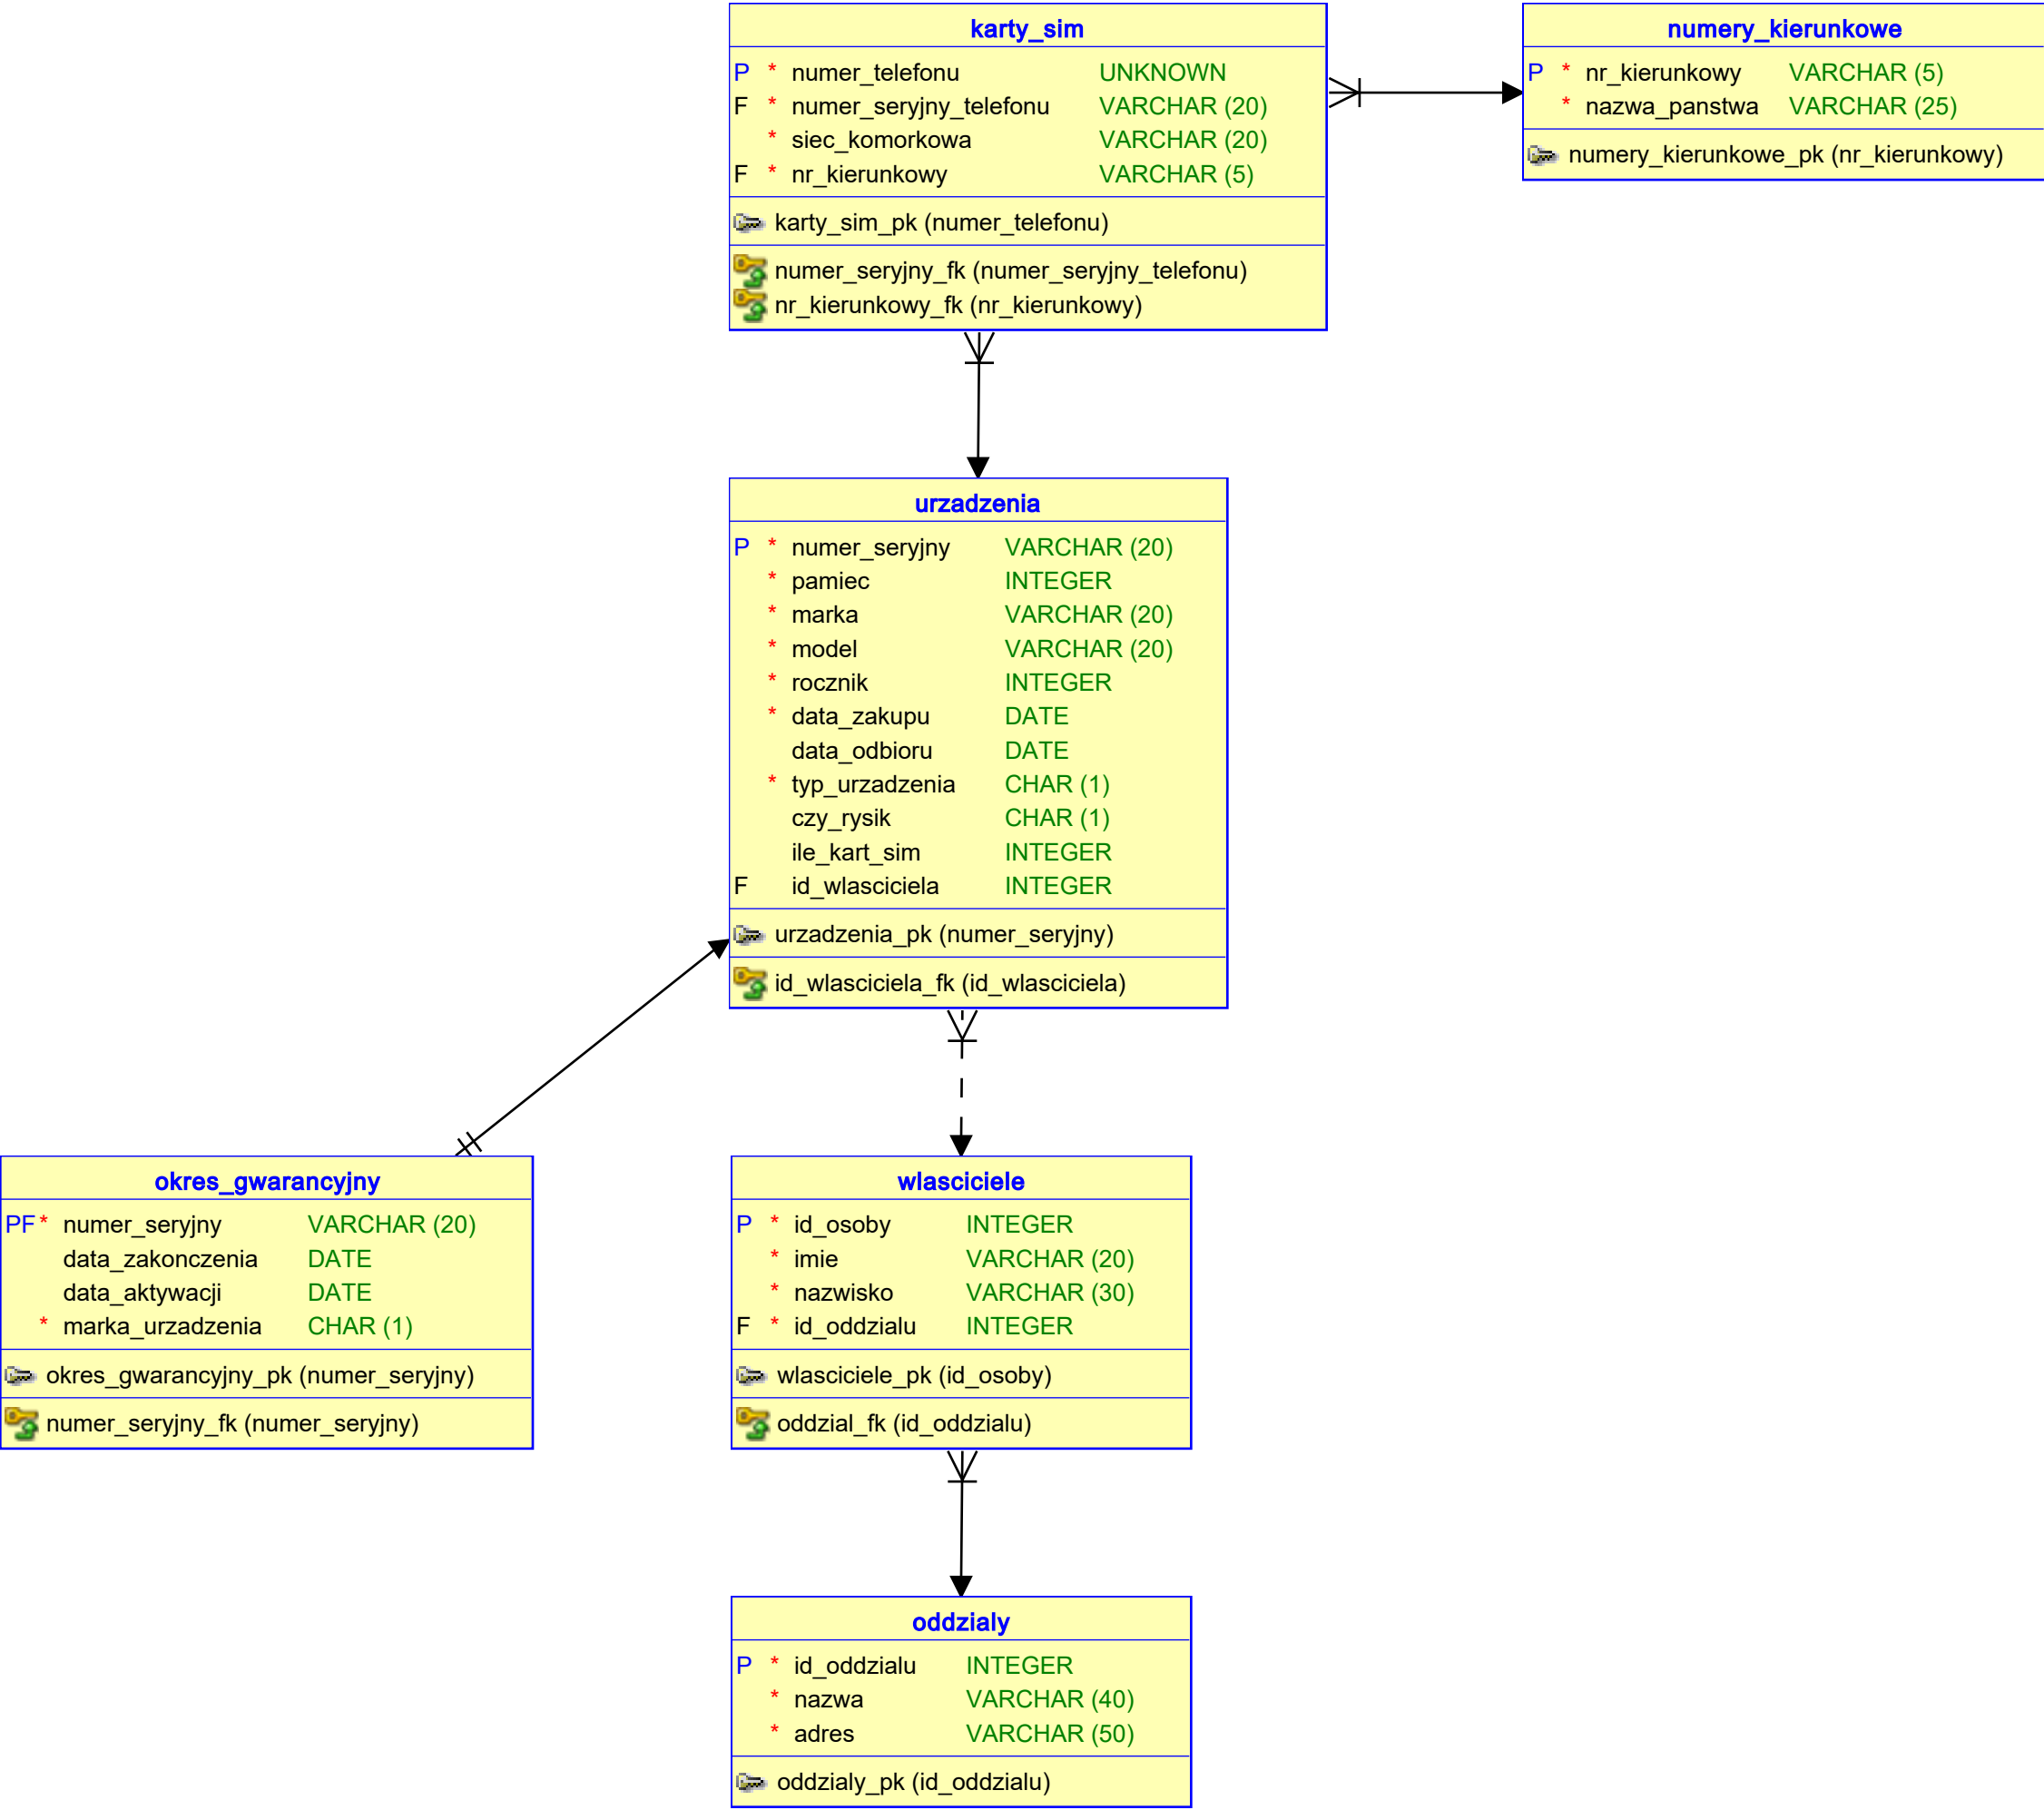 karty_sim
P * numer_telefonu UNKNOWN
F * numer_seryjny_telefonu VARCHAR (20)
* siec_komorkowa VARCHAR (20)
F * nr_kierunkowy VARCHAR (5)
karty_sim_pk (numer_telefonu)
numer_seryjny_fk (numer_seryjny_telefonu)
nr_kierunkowy_fk (nr_kierunkowy)
numery_kierunkowe
P * nr_kierunkowy VARCHAR (5)
* nazwa_panstwa VARCHAR (25)
numery_kierunkowe_pk (nr_kierunkowy)
urzadzenia
P * numer_seryjny VARCHAR (20)
* pamiec INTEGER
* marka VARCHAR (20)
* model VARCHAR (20)
* rocznik INTEGER
* data_zakupu DATE
data_odbioru DATE
* typ_urzadzenia CHAR (1)
czy_rysik CHAR (1)
ile_kart_sim INTEGER
F id_wlasciciela INTEGER
urzadzenia_pk (numer_seryjny)
id_wlasciciela_fk (id_wlasciciela)
okres_gwarancyjny
PF * numer_seryjny VARCHAR (20)
data_zakonczenia DATE
data_aktywacji DATE
* marka_urzadzenia CHAR (1)
okres_gwarancyjny_pk (numer_seryjny)
numer_seryjny_fk (numer_seryjny)
wlasciciele
P * id_osoby INTEGER
* imie VARCHAR (20)
* nazwisko VARCHAR (30)
F * id_oddzialu INTEGER
wlasciciele_pk (id_osoby)
oddzial_fk (id_oddzialu)
oddzialy
P * id_oddzialu INTEGER
* nazwa VARCHAR (40)
* adres VARCHAR (50)
oddzialy_pk (id_oddzialu)